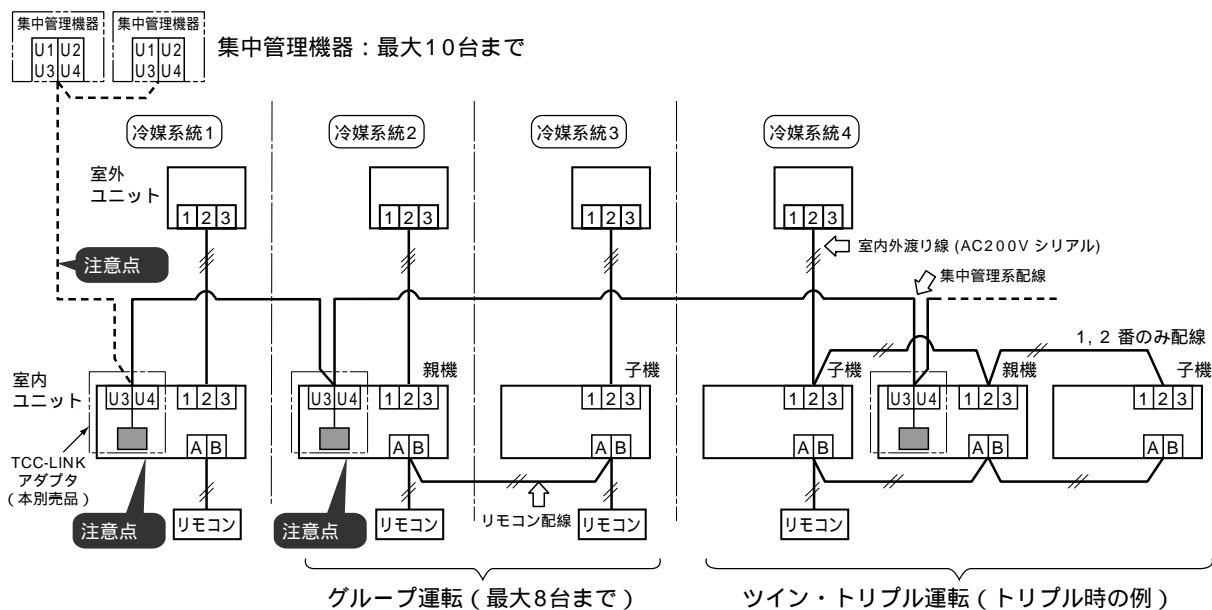 集中管理機器 集中管理機器
U1 U2 U1 U2
U3 U4 U3 U4
集中管理機器：最大10台まで
冷媒系統1 冷媒系統2 冷媒系統3 冷媒系統4
室外
ユニット
1 2 3 1 2 3 1 2 3 1 2 3
室内外渡り線 (AC200V シリアル)
注意点
集中管理系配線
1, 2 番のみ配線
親機 子機 子機 親機 子機
室内
ユニット
U3 U4 1 2 3 U3 U4 1 2 3 1 2 3 1 2 3 U3 U4 1 2 3 1 2 3
A B A B A B A B A B A B
TCC-LINK
アダプタ
（本別売品）
注意点 リモコン 注意点 リモコン リモコン配線 リモコン リモコン
グループ運転（最大8台まで） ツイン・トリプル運転（トリプル時の例）